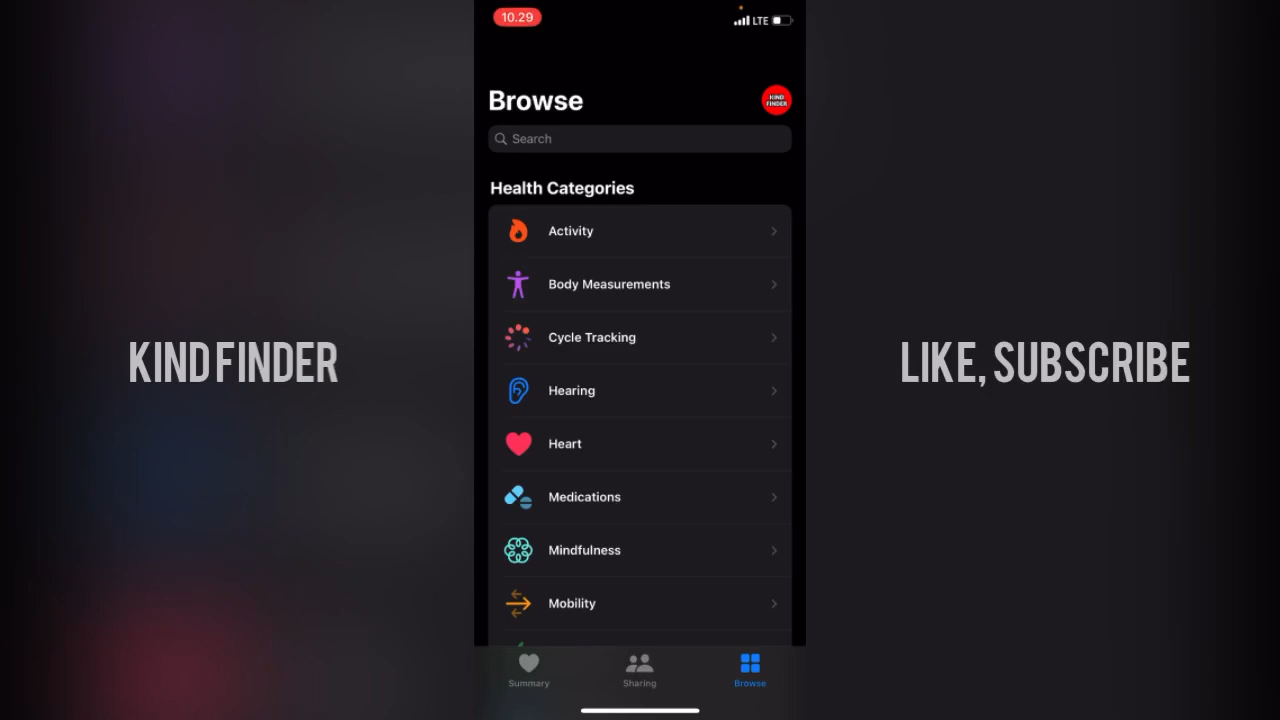 10.29
LTE
Browse
KIND
FINDER
Search
Health Categories
Activity
Body Measurements
Cycle Tracking
Hearing
Heart
Medications
Mindfulness
Mobility
Summary
Sharing
Browse
KIND FINDER
LIKE, SUBSCRIBE